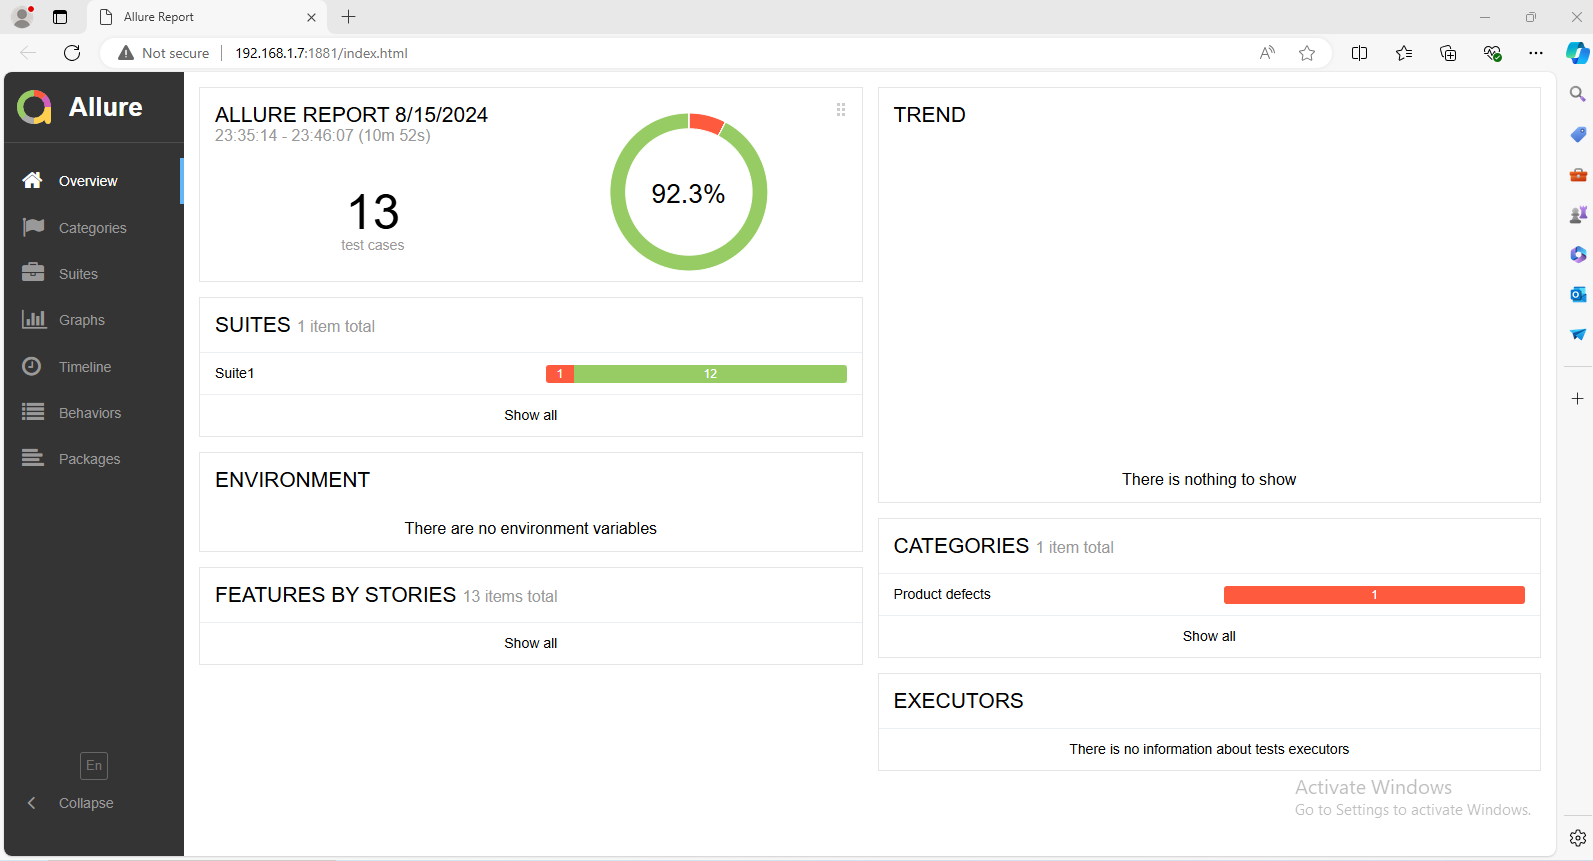 Allure Report
Not secure
192.168.1.7:1881/index.html
Allure
Overview
Categories
Suites
Graphs
Timeline
Behaviors
Packages
En
Collapse
ALLURE REPORT 8/15/2024
23:35:14 - 23:46:07 (10m 52s)
13
test cases
92.3%
SUITES 1 item total
Suite1 1 12
Show all
ENVIRONMENT
There are no environment variables
FEATURES BY STORIES 13 items total
Show all
TREND
There is nothing to show
CATEGORIES 1 item total
Product defects 1
Show all
EXECUTORS
There is no information about tests executors
Activate Windows
Go to Settings to activate Windows.